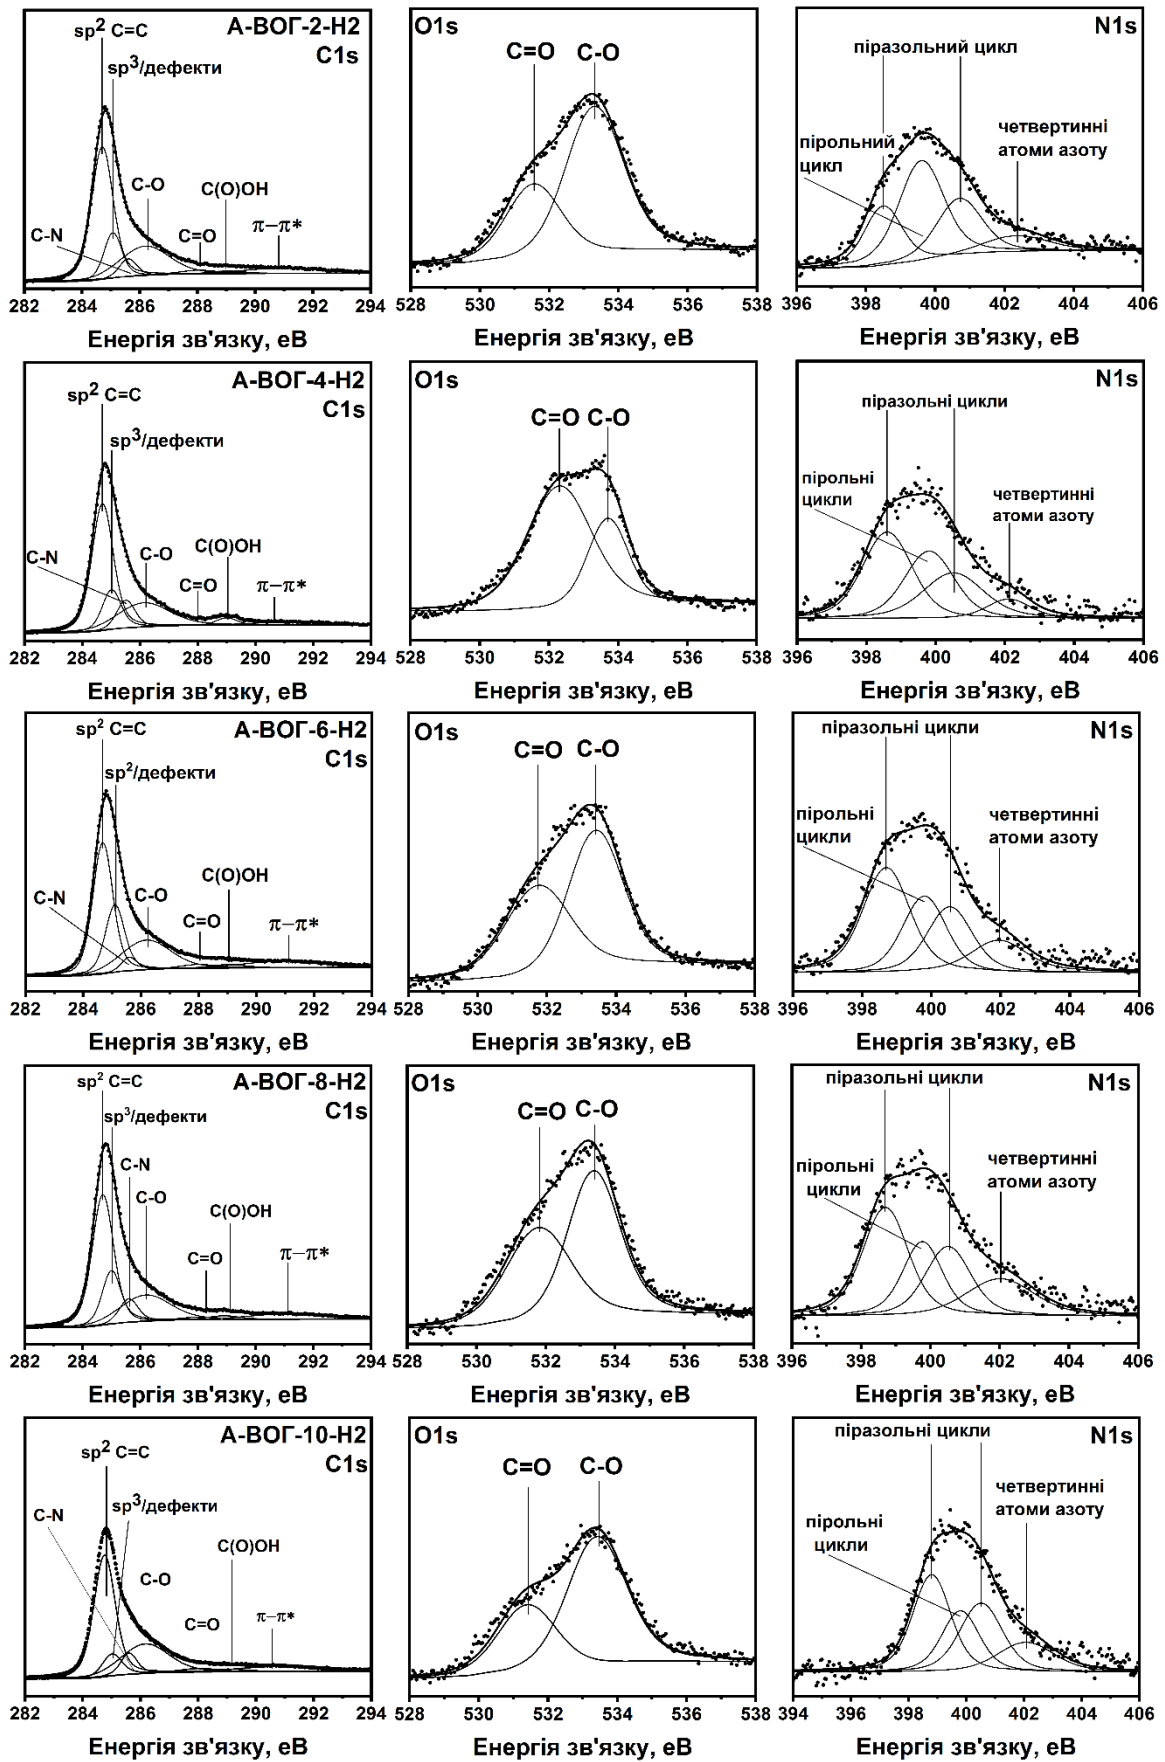 sp² C=C
А-ВОГ-2-Н2
C1s
sp³/дефекти
C-O
C-N
C(O)OH
C=O
π–π*
282 284 286 288 290 292 294
Енергія зв'язку, еВ
O1s
C=O
C-O
528 530 532 534 536 538
Енергія зв'язку, еВ
N1s
піразольний цикл
пірольний
цикл
четвертинні
атоми азоту
396 398 400 402 404 406
Енергія зв'язку, еВ
А-ВОГ-4-Н2
C1s
sp² C=C
sp³/дефекти
C-N
C-O
C(O)OH
C=O
π–π*
282 284 286 288 290 292 294
Енергія зв'язку, еВ
O1s
C=O
C-O
528 530 532 534 536 538
Енергія зв'язку, еВ
N1s
піразольні цикли
пірольні
цикли
четвертинні
атоми азоту
396 398 400 402 404 406
Енергія зв'язку, еВ
sp² C=C
А-ВОГ-6-Н2
C1s
sp²/дефекти
C-N
C-O
C(O)OH
C=O
π–π*
282 284 286 288 290 292 294
Енергія зв'язку, еВ
O1s
C=O
C-O
528 530 532 534 536 538
Енергія зв'язку, еВ
N1s
піразольні цикли
пірольні
цикли
четвертинні
атоми азоту
396 398 400 402 404 406
Енергія зв'язку, еВ
sp² C=C
А-ВОГ-8-Н2
C1s
sp³/дефекти
C-N
C-O
C(O)OH
C=O
π–π*
282 284 286 288 290 292 294
Енергія зв'язку, еВ
O1s
C=O
C-O
528 530 532 534 536 538
Енергія зв'язку, еВ
піразольні цикли
N1s
пірольні
цикли
четвертинні
атоми азоту
396 398 400 402 404 406
Енергія зв'язку, еВ
А-ВОГ-10-Н2
C1s
sp² C=C
sp³/дефекти
C-N
C-O
C(O)OH
C=O
π–π*
282 284 286 288 290 292 294
Енергія зв'язку, еВ
O1s
C=O
C-O
528 530 532 534 536 538
Енергія зв'язку, еВ
піразольні цикли
N1s
четвертинні
атоми азоту
пірольні
цикли
394 396 398 400 402 404 406
Енергія зв'язку, еВ